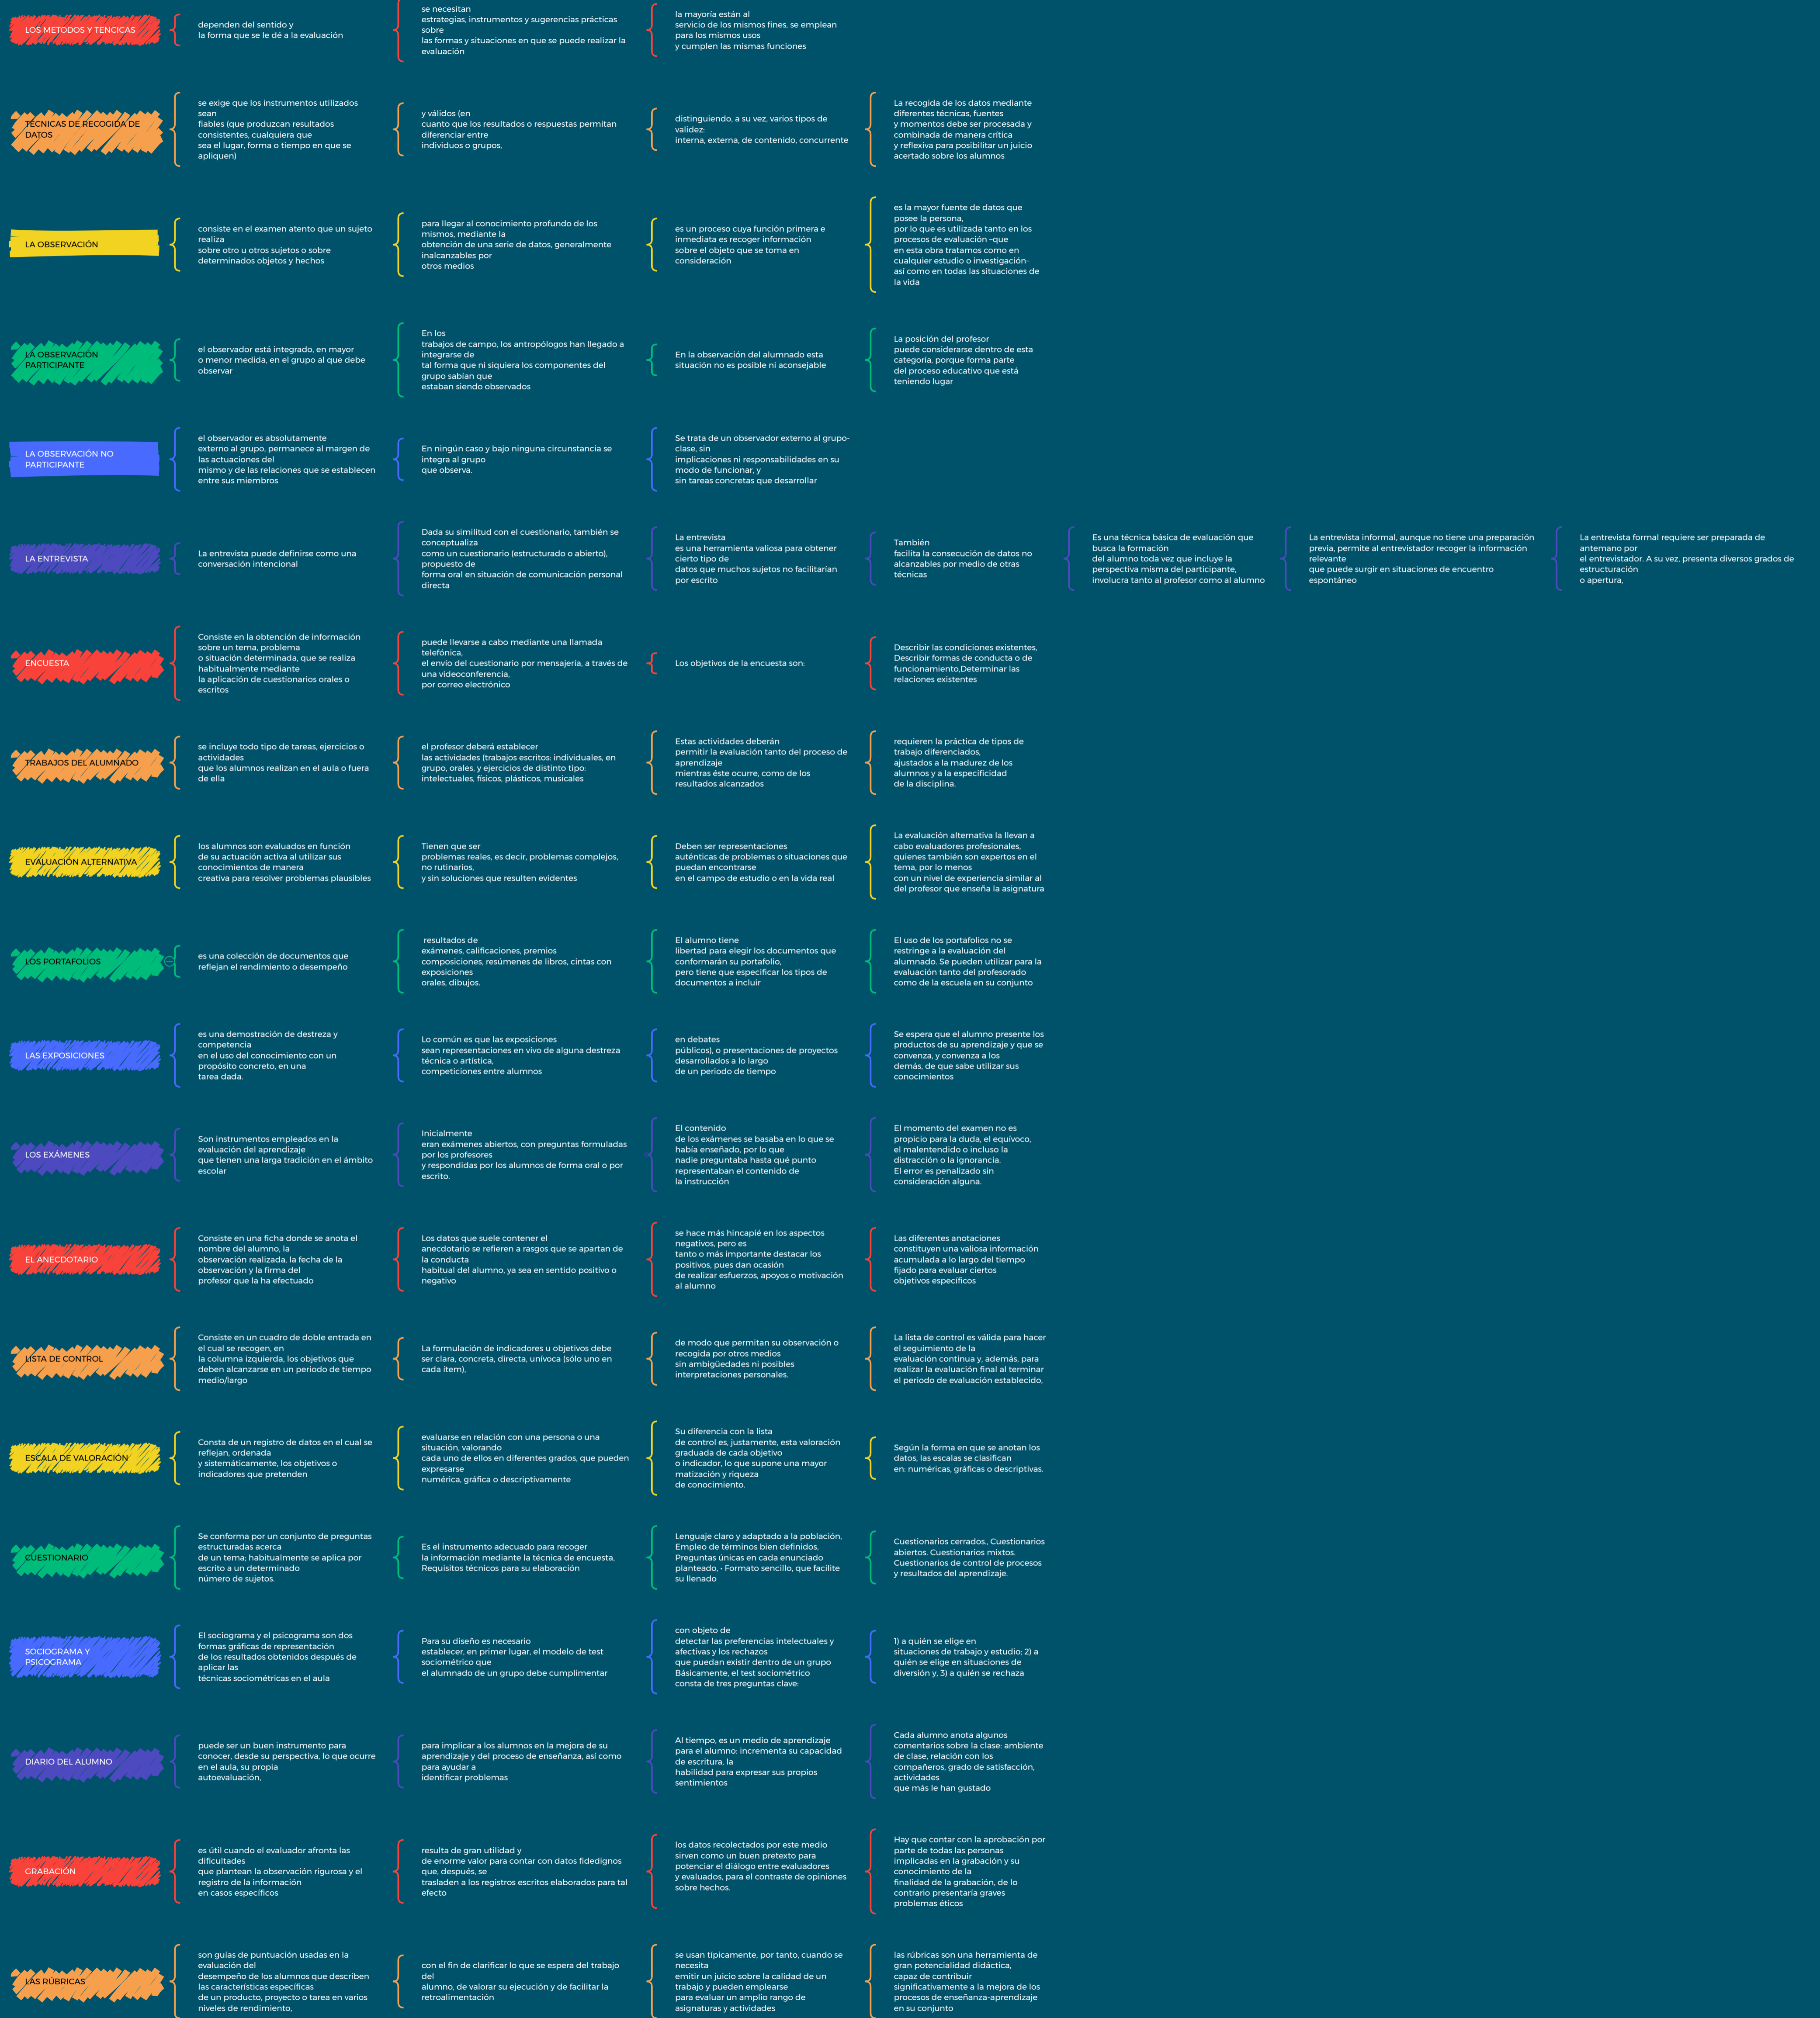 LOS METODOS Y TENCICAS
dependen del sentido y
la forma que se le dé a la evaluación
se necesitan
estrategias, instrumentos y sugerencias prácticas
sobre
las formas y situaciones en que se puede realizar la
evaluación
la mayoría están al
servicio de los mismos fines, se emplean
para los mismos usos
y cumplen las mismas funciones
TÉCNICAS DE RECOGIDA DE
DATOS
se exige que los instrumentos utilizados
sean
fiables (que produzcan resultados
consistentes, cualquiera que
sea el lugar, forma o tiempo en que se
apliquen)
y válidos (en
cuanto que los resultados o respuestas permitan
diferenciar entre
individuos o grupos,
distinguiendo, a su vez, varios tipos de
validez:
interna, externa, de contenido, concurrente
La recogida de los datos mediante
diferentes técnicas, fuentes
y momentos debe ser procesada y
combinada de manera crítica
y reflexiva para posibilitar un juicio
acertado sobre los alumnos
LA OBSERVACIÓN
consiste en el examen atento que un sujeto
realiza
sobre otro u otros sujetos o sobre
determinados objetos y hechos
para llegar al conocimiento profundo de los
mismos, mediante la
obtención de una serie de datos, generalmente
inalcanzables por
otros medios
es un proceso cuya función primera e
inmediata es recoger información
sobre el objeto que se toma en
consideración
es la mayor fuente de datos que
posee la persona,
por lo que es utilizada tanto en los
procesos de evaluación –que
en esta obra tratamos como en
cualquier estudio o investigación–
así como en todas las situaciones de
la vida
LA OBSERVACIÓN
PARTICIPANTE
el observador está integrado, en mayor
o menor medida, en el grupo al que debe
observar
En los
trabajos de campo, los antropólogos han llegado a
integrarse de
tal forma que ni siquiera los componentes del
grupo sabían que
estaban siendo observados
En la observación del alumnado esta
situación no es posible ni aconsejable
La posición del profesor
puede considerarse dentro de esta
categoría, porque forma parte
del proceso educativo que está
teniendo lugar
LA OBSERVACIÓN NO
PARTICIPANTE
el observador es absolutamente
externo al grupo, permanece al margen de
las actuaciones del
mismo y de las relaciones que se establecen
entre sus miembros
En ningún caso y bajo ninguna circunstancia se
integra al grupo
que observa.
Se trata de un observador externo al grupo-
clase, sin
implicaciones ni responsabilidades en su
modo de funcionar, y
sin tareas concretas que desarrollar
LA ENTREVISTA
La entrevista puede definirse como una
conversación intencional
Dada su similitud con el cuestionario, también se
conceptualiza
como un cuestionario (estructurado o abierto),
propuesto de
forma oral en situación de comunicación personal
directa
La entrevista
es una herramienta valiosa para obtener
cierto tipo de
datos que muchos sujetos no facilitarían
por escrito
También
facilita la consecución de datos no
alcanzables por medio de otras
técnicas
Es una técnica básica de evaluación que
busca la formación
del alumno toda vez que incluye la
perspectiva misma del participante,
involucra tanto al profesor como al alumno
La entrevista informal, aunque no tiene una preparación
previa, permite al entrevistador recoger la información
relevante
que puede surgir en situaciones de encuentro
espontáneo
La entrevista formal requiere ser preparada de
antemano por
el entrevistador. A su vez, presenta diversos grados de
estructuración
o apertura,
ENCUESTA
Consiste en la obtención de información
sobre un tema, problema
o situación determinada, que se realiza
habitualmente mediante
la aplicación de cuestionarios orales o
escritos
puede llevarse a cabo mediante una llamada
telefónica,
el envío del cuestionario por mensajería, a través de
una videoconferencia,
por correo electrónico
Los objetivos de la encuesta son:
Describir las condiciones existentes,
Describir formas de conducta o de
funcionamiento,Determinar las
relaciones existentes
TRABAJOS DEL ALUMNADO
se incluye todo tipo de tareas, ejercicios o
actividades
que los alumnos realizan en el aula o fuera
de ella
el profesor deberá establecer
las actividades (trabajos escritos: individuales, en
grupo, orales, y ejercicios de distinto tipo:
intelectuales, físicos, plásticos, musicales
Estas actividades deberán
permitir la evaluación tanto del proceso de
aprendizaje
mientras éste ocurre, como de los
resultados alcanzados
requieren la práctica de tipos de
trabajo diferenciados,
ajustados a la madurez de los
alumnos y a la especificidad
de la disciplina.
EVALUACIÓN ALTERNATIVA
los alumnos son evaluados en función
de su actuación activa al utilizar sus
conocimientos de manera
creativa para resolver problemas plausibles
Tienen que ser
problemas reales, es decir, problemas complejos,
no rutinarios,
y sin soluciones que resulten evidentes
Deben ser representaciones
auténticas de problemas o situaciones que
puedan encontrarse
en el campo de estudio o en la vida real
La evaluación alternativa la llevan a
cabo evaluadores profesionales,
quienes también son expertos en el
tema, por lo menos
con un nivel de experiencia similar al
del profesor que enseña la asignatura
LOS PORTAFOLIOS
es una colección de documentos que
reflejan el rendimiento o desempeño
resultados de
exámenes, calificaciones, premios
composiciones, resúmenes de libros, cintas con
exposiciones
orales, dibujos.
El alumno tiene
libertad para elegir los documentos que
conformarán su portafolio,
pero tiene que especificar los tipos de
documentos a incluir
El uso de los portafolios no se
restringe a la evaluación del
alumnado. Se pueden utilizar para la
evaluación tanto del profesorado
como de la escuela en su conjunto
LAS EXPOSICIONES
es una demostración de destreza y
competencia
en el uso del conocimiento con un
propósito concreto, en una
tarea dada.
Lo común es que las exposiciones
sean representaciones en vivo de alguna destreza
técnica o artística,
competiciones entre alumnos
en debates
públicos), o presentaciones de proyectos
desarrollados a lo largo
de un periodo de tiempo
Se espera que el alumno presente los
productos de su aprendizaje y que se
convenza, y convenza a los
demás, de que sabe utilizar sus
conocimientos
LOS EXÁMENES
Son instrumentos empleados en la
evaluación del aprendizaje
que tienen una larga tradición en el ámbito
escolar
Inicialmente
eran exámenes abiertos, con preguntas formuladas
por los profesores
y respondidas por los alumnos de forma oral o por
escrito.
El contenido
de los exámenes se basaba en lo que se
había enseñado, por lo que
nadie preguntaba hasta qué punto
representaban el contenido de
la instrucción
El momento del examen no es
propicio para la duda, el equívoco,
el malentendido o incluso la
distracción o la ignorancia.
El error es penalizado sin
consideración alguna.
EL ANECDOTARIO
Consiste en una ficha donde se anota el
nombre del alumno, la
observación realizada, la fecha de la
observación y la firma del
profesor que la ha efectuado
Los datos que suele contener el
anecdotario se refieren a rasgos que se apartan de
la conducta
habitual del alumno, ya sea en sentido positivo o
negativo
se hace más hincapié en los aspectos
negativos, pero es
tanto o más importante destacar los
positivos, pues dan ocasión
de realizar esfuerzos, apoyos o motivación
al alumno
Las diferentes anotaciones
constituyen una valiosa información
acumulada a lo largo del tiempo
fijado para evaluar ciertos
objetivos específicos
LISTA DE CONTROL
Consiste en un cuadro de doble entrada en
el cual se recogen, en
la columna izquierda, los objetivos que
deben alcanzarse en un periodo de tiempo
medio/largo
La formulación de indicadores u objetivos debe
ser clara, concreta, directa, unívoca (sólo uno en
cada ítem),
de modo que permitan su observación o
recogida por otros medios
sin ambigüedades ni posibles
interpretaciones personales.
La lista de control es válida para hacer
el seguimiento de la
evaluación continua y, además, para
realizar la evaluación final al terminar
el periodo de evaluación establecido,
ESCALA DE VALORACIÓN
Consta de un registro de datos en el cual se
reflejan, ordenada
y sistemáticamente, los objetivos o
indicadores que pretenden
evaluarse en relación con una persona o una
situación, valorando
cada uno de ellos en diferentes grados, que pueden
expresarse
numérica, gráfica o descriptivamente
Su diferencia con la lista
de control es, justamente, esta valoración
graduada de cada objetivo
o indicador, lo que supone una mayor
matización y riqueza
de conocimiento.
Según la forma en que se anotan los
datos, las escalas se clasifican
en: numéricas, gráficas o descriptivas.
CUESTIONARIO
Se conforma por un conjunto de preguntas
estructuradas acerca
de un tema; habitualmente se aplica por
escrito a un determinado
número de sujetos.
Es el instrumento adecuado para recoger
la información mediante la técnica de encuesta,
Requisitos técnicos para su elaboración
Lenguaje claro y adaptado a la población,
Empleo de términos bien definidos,
Preguntas únicas en cada enunciado
planteado, • Formato sencillo, que facilite
su llenado
Cuestionarios cerrados., Cuestionarios
abiertos. Cuestionarios mixtos.
Cuestionarios de control de procesos
y resultados del aprendizaje.
SOCIOGRAMA Y
PSICOGRAMA
El sociograma y el psicograma son dos
formas gráficas de representación
de los resultados obtenidos después de
aplicar las
técnicas sociométricas en el aula
Para su diseño es necesario
establecer, en primer lugar, el modelo de test
sociométrico que
el alumnado de un grupo debe cumplimentar
con objeto de
detectar las preferencias intelectuales y
afectivas y los rechazos
que puedan existir dentro de un grupo
Básicamente, el test sociométrico
consta de tres preguntas clave:
1) a quién se elige en
situaciones de trabajo y estudio; 2) a
quién se elige en situaciones de
diversión y, 3) a quién se rechaza
DIARIO DEL ALUMNO
puede ser un buen instrumento para
conocer, desde su perspectiva, lo que ocurre
en el aula, su propia
autoevaluación,
para implicar a los alumnos en la mejora de su
aprendizaje y del proceso de enseñanza, así como
para ayudar a
identificar problemas
Al tiempo, es un medio de aprendizaje
para el alumno: incrementa su capacidad
de escritura, la
habilidad para expresar sus propios
sentimientos
Cada alumno anota algunos
comentarios sobre la clase: ambiente
de clase, relación con los
compañeros, grado de satisfacción,
actividades
que más le han gustado
GRABACIÓN
es útil cuando el evaluador afronta las
dificultades
que plantean la observación rigurosa y el
registro de la información
en casos específicos
resulta de gran utilidad y
de enorme valor para contar con datos fidedignos
que, después, se
trasladen a los registros escritos elaborados para tal
efecto
los datos recolectados por este medio
sirven como un buen pretexto para
potenciar el diálogo entre evaluadores
y evaluados, para el contraste de opiniones
sobre hechos.
Hay que contar con la aprobación por
parte de todas las personas
implicadas en la grabación y su
conocimiento de la
finalidad de la grabación, de lo
contrario presentaría graves
problemas éticos
LAS RÚBRICAS
son guías de puntuación usadas en la
evaluación del
desempeño de los alumnos que describen
las características específicas
de un producto, proyecto o tarea en varios
niveles de rendimiento,
con el fin de clarificar lo que se espera del trabajo
del
alumno, de valorar su ejecución y de facilitar la
retroalimentación
se usan típicamente, por tanto, cuando se
necesita
emitir un juicio sobre la calidad de un
trabajo y pueden emplearse
para evaluar un amplio rango de
asignaturas y actividades
las rúbricas son una herramienta de
gran potencialidad didáctica,
capaz de contribuir
significativamente a la mejora de los
procesos de enseñanza-aprendizaje
en su conjunto